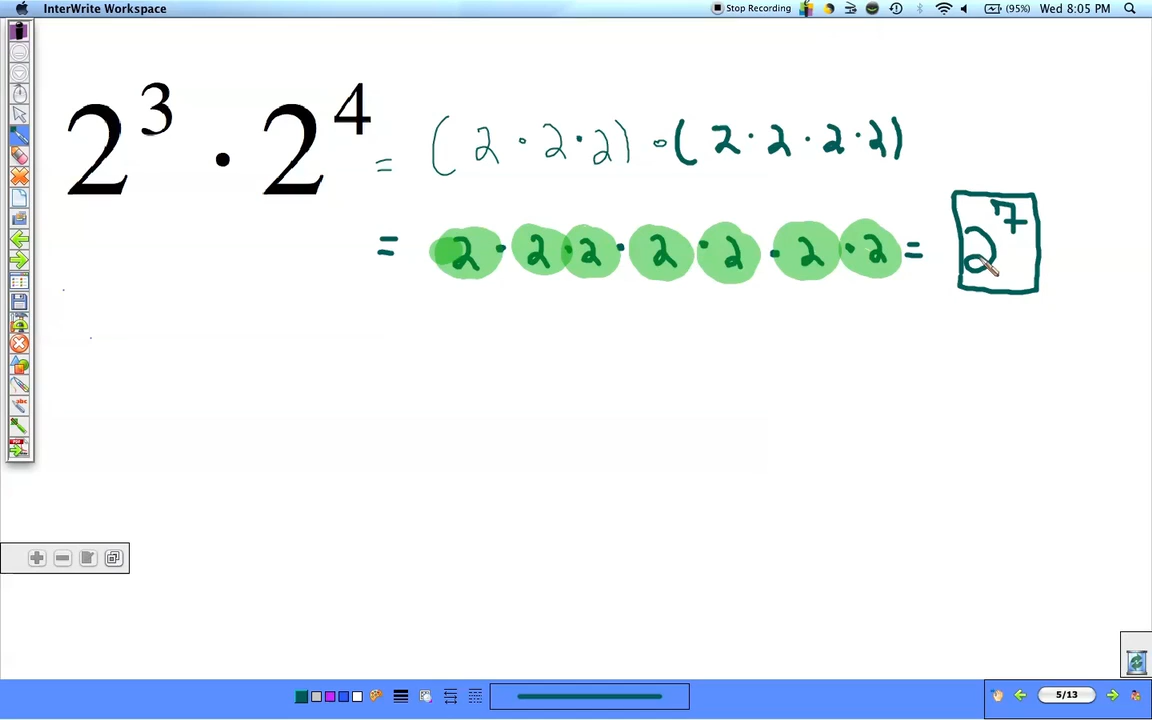 InterWrite Workspace
Stop Recording (95%) Wed 8:05 PM
2³ · 2⁴ = (2 · 2 · 2) · (2 · 2 · 2 · 2)
= 2 · 2 · 2 · 2 · 2 · 2 · 2 = 2⁷
5/13